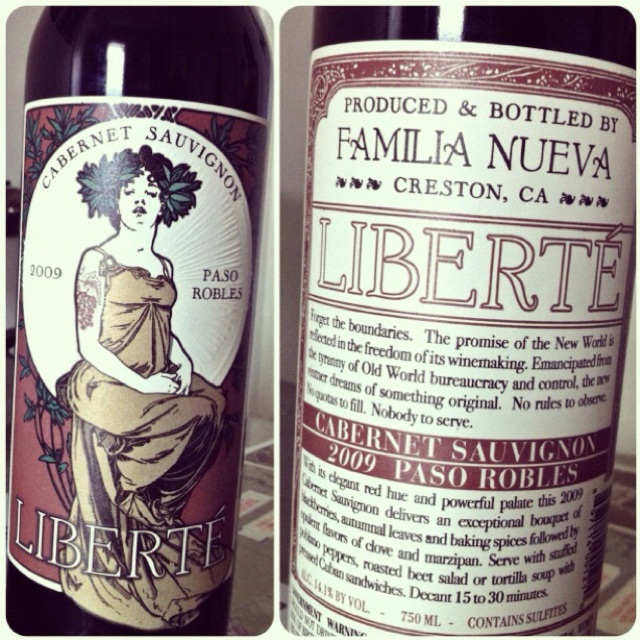 CABERNET SAUVIGNON
2009
PASO
ROBLES
LIBERTÉ
PRODUCED & BOTTLED BY
FAMILIA NUEVA
CRESTON, CA
LIBERTÉ
Forget the boundaries. The promise of the New World is
reflected in the freedom of its winemaking. Emancipated from
the tyranny of Old World bureaucracy and control, the new
vintner dreams of something original. No rules to observe.
No quotas to fill. Nobody to serve.
CABERNET SAUVIGNON
2009 PASO ROBLES
With its elegant red hue and powerful palate this 2009
Cabernet Sauvignon delivers an exceptional bouquet of
blackberries, autumnal leaves and baking spices followed by
opulent flavors of clove and marzipan. Serve with stuffed
poblano peppers, roasted beet salad or tortilla soup with
pressed Cuban sandwiches. Decant 15 to 30 minutes.
ALC. 14.1% BY VOL. - 750 ML - CONTAINS SULFITES
GOVERNMENT WARNING